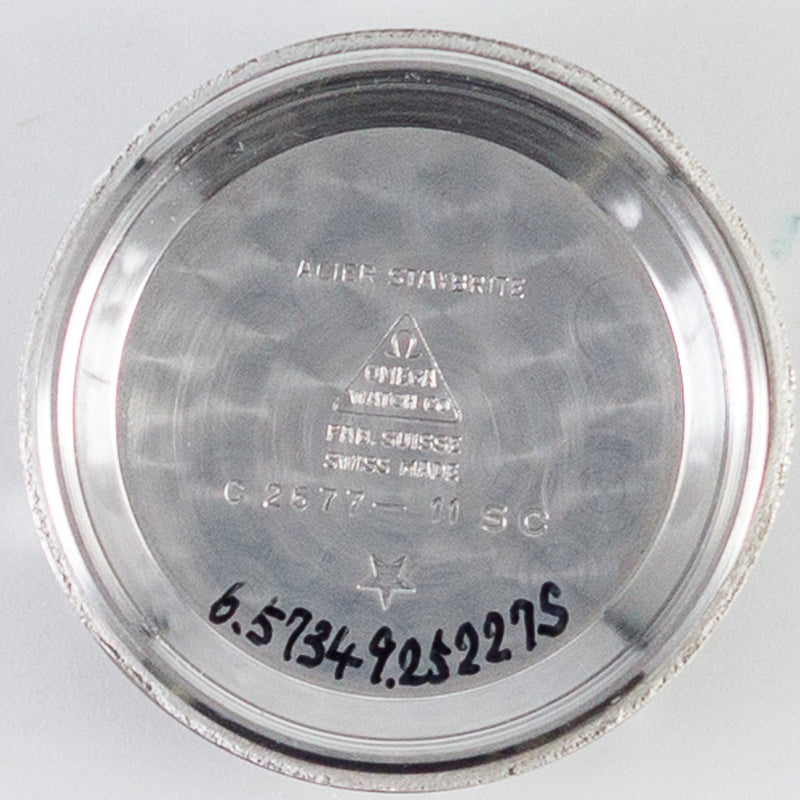 ACIER STAYBRITE
Ω
OMEGA
WATCH CO
FAB. SUISSE
SWISS MADE
C 2577— 11 SC
6.5734 9.252275